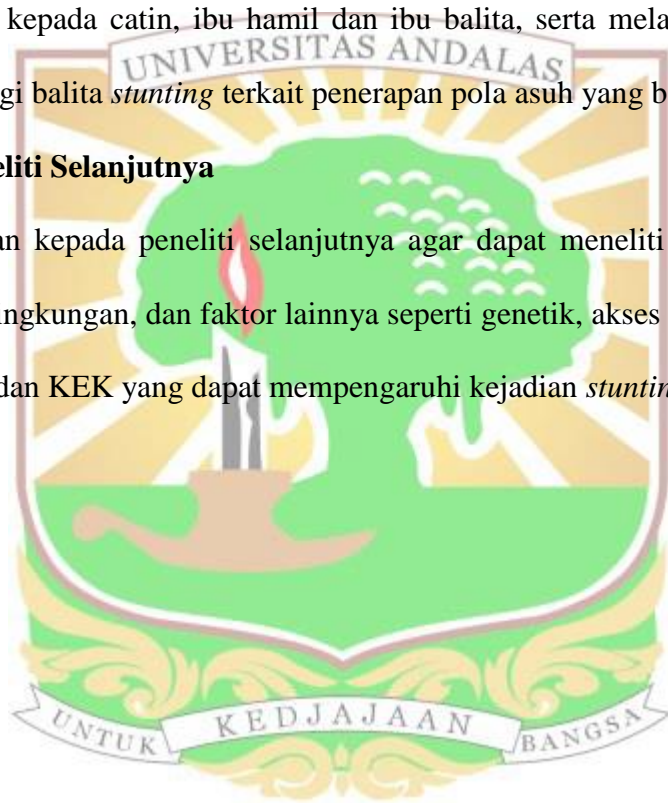 kepada catin, ibu hamil dan ibu balita, serta mela
UNIVERSITAS ANDALAS
gi balita stunting terkait penerapan pola asuh yang b
eliti Selanjutnya
an kepada peneliti selanjutnya agar dapat meneliti
ingkungan, dan faktor lainnya seperti genetik, akses
dan KEK yang dapat mempengaruhi kejadian stuntin
UNTUK KEDJAJAAN BANGSA